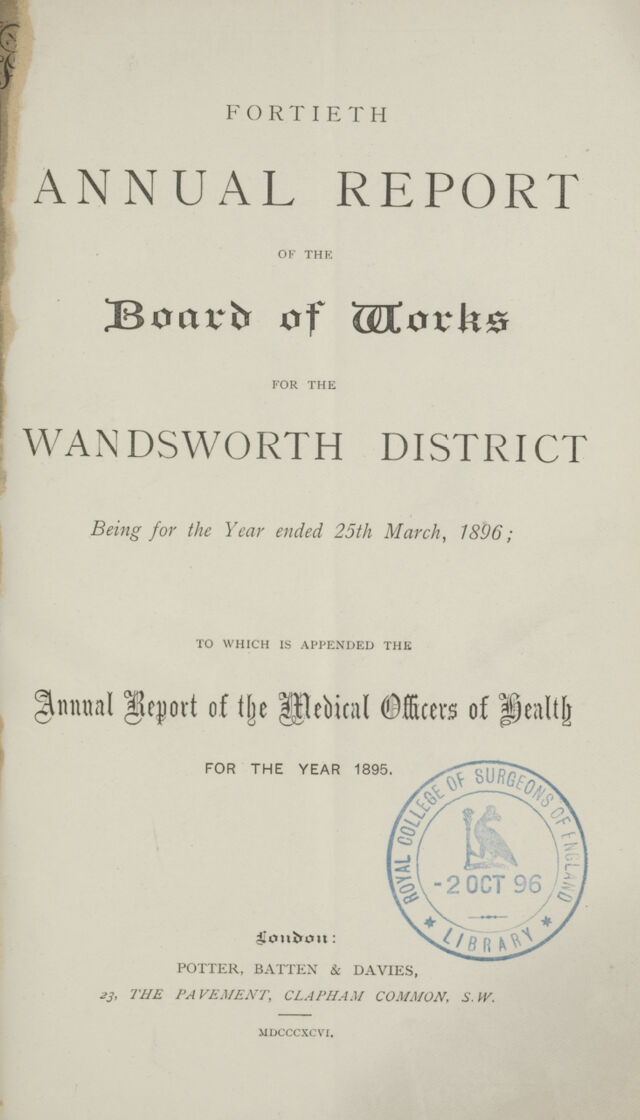 FORTIETH
ANNUAL REPORT
OF THE
Board of Works
FOR THE
WANDSWORTH DISTRICT
Being for the Year ended 25th March, 1896;
TO WHICH IS APPENDED THE
Annual Report of the Medical Officers of Health
FOR THE YEAR 1895.
ROYAL COLLEGE OF SURGEONS OF ENGLAND
-2 OCT 96
* LIBRARY *
London:
POTTER, BATTEN & DAVIES,
23, THE PAVEMENT, CLAPHAM COMMON, S.W.
MDCCCXCVI.